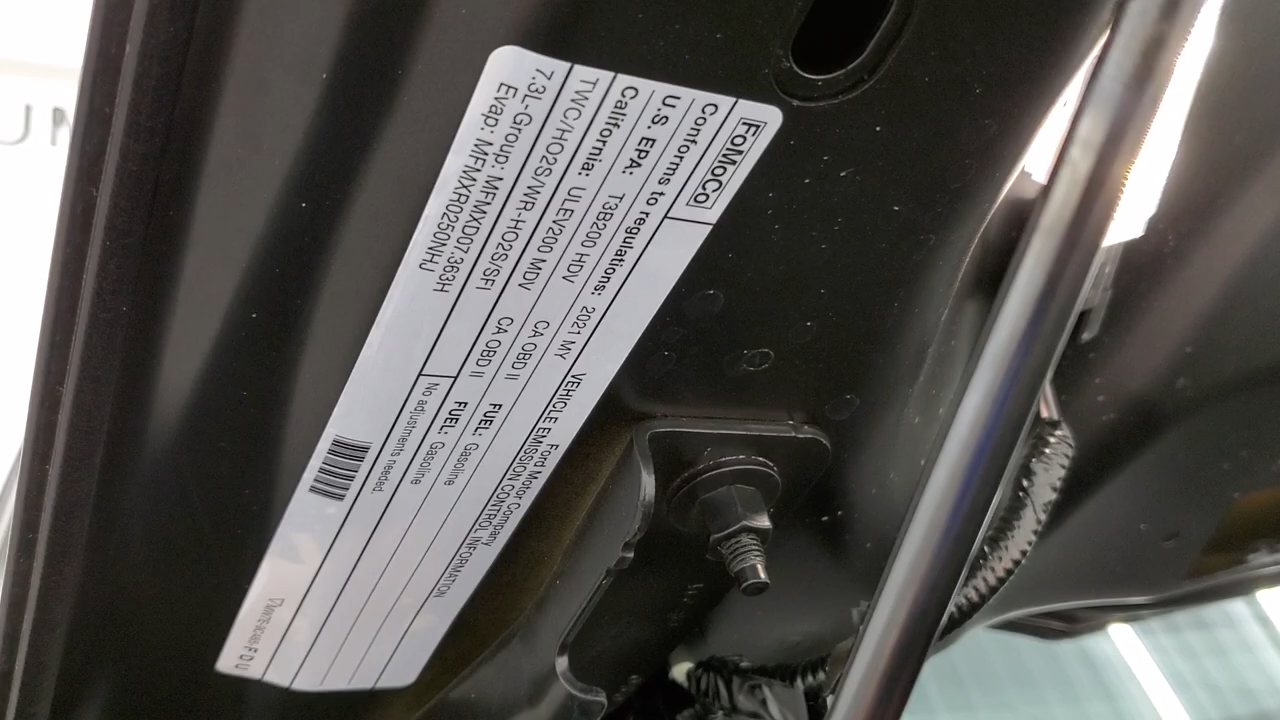 FoMoCo
Ford Motor Company
VEHICLE EMISSION CONTROL INFORMATION
Conforms to regulations: 2021 MY
U.S. EPA: T3B200 HDV CA OBD II FUEL: Gasoline
California: ULEV200 MDV CA OBD II FUEL: Gasoline
TWC/HO2S/WR-HO2S/SFI
No adjustments needed.
7.3L-Group: MFMXD07.363H
Evap: MFMXR0250NHJ